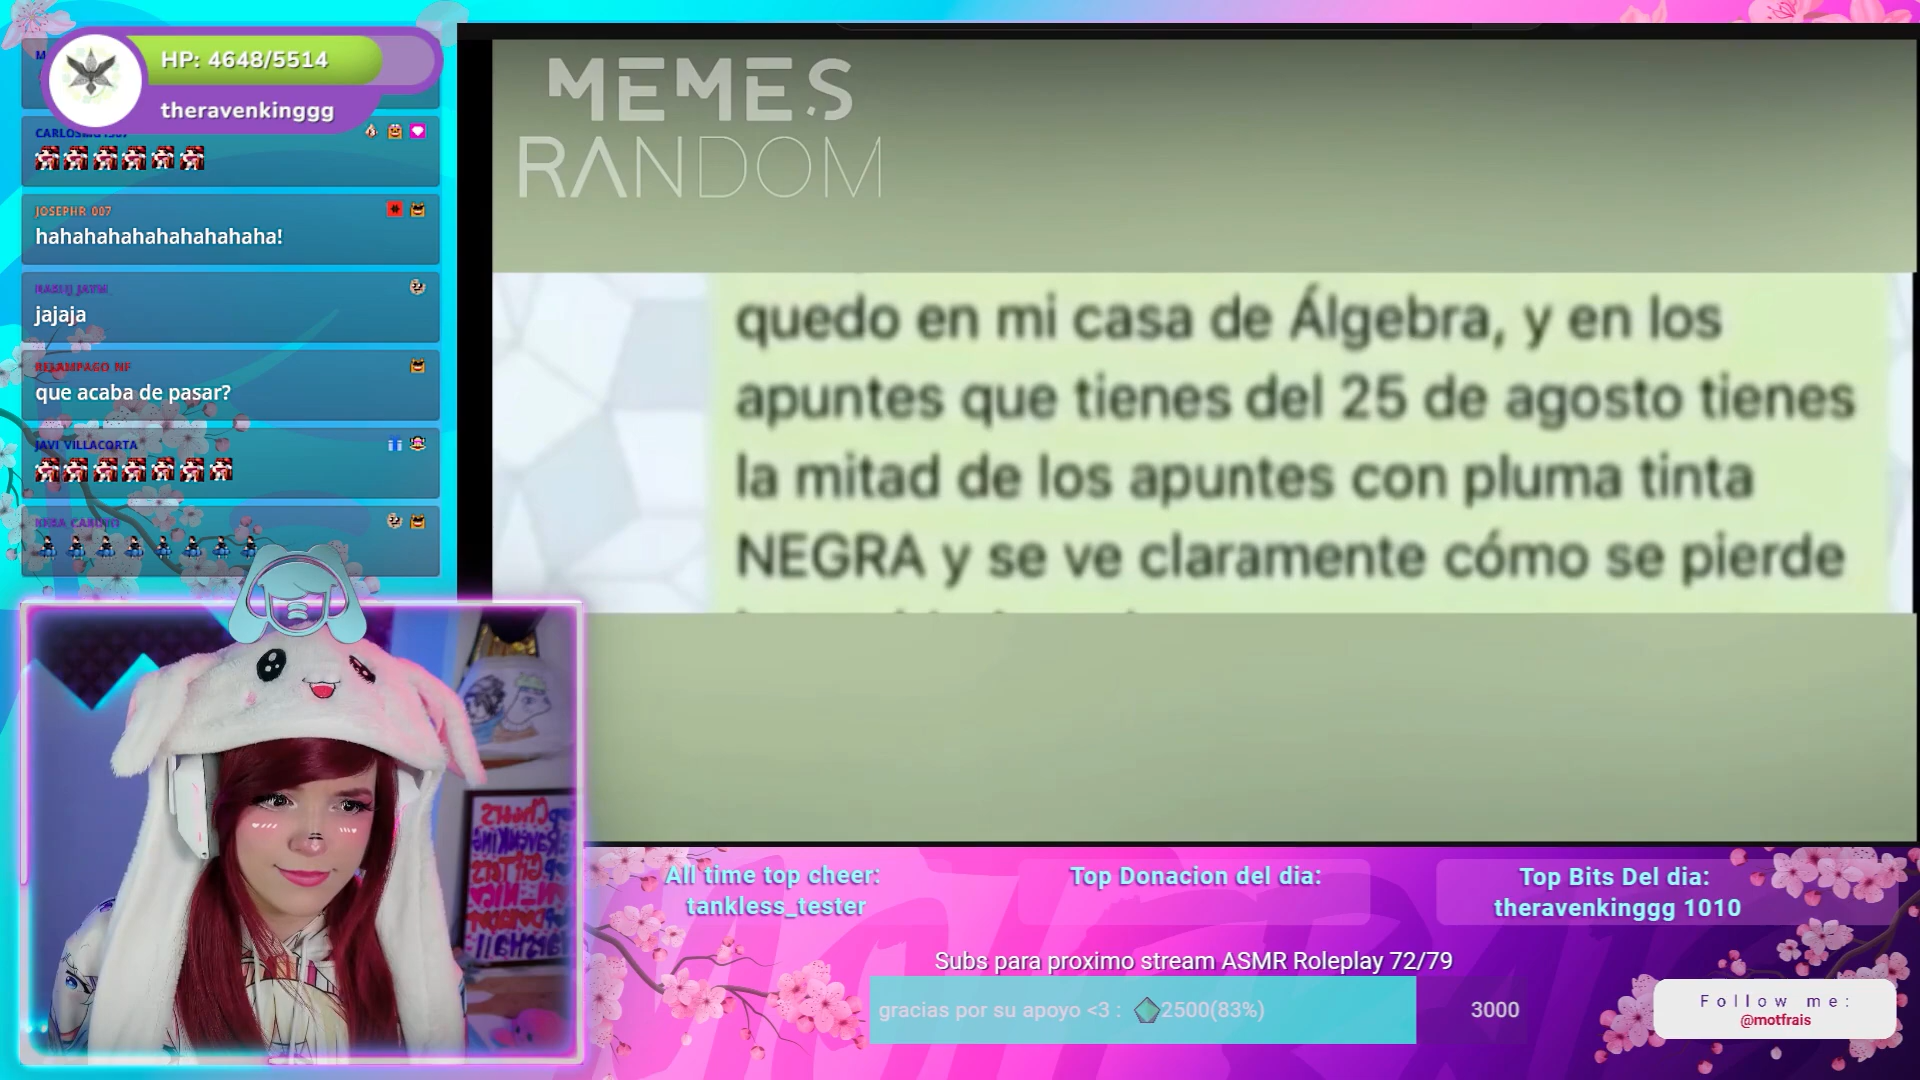 HP: 4648/5514
theravenkinggg
JOSEPHR_007
hahahahahahahahaha!
jajaja
RELAMPAGO_NF
que acaba de pasar?
JAVI_VILLACORTA
MEMES
RANDOM
quedo en mi casa de Álgebra, y en los
apuntes que tienes del 25 de agosto tienes
la mitad de los apuntes con pluma tinta
NEGRA y se ve claramente cómo se pierde
All time top cheer:
tankless_tester
Top Donacion del dia:
Top Bits Del dia:
theravenkinggg 1010
Subs para proximo stream ASMR Roleplay 72/79
gracias por su apoyo <3 : 2500(83%)
3000
Follow me:
@motfrais